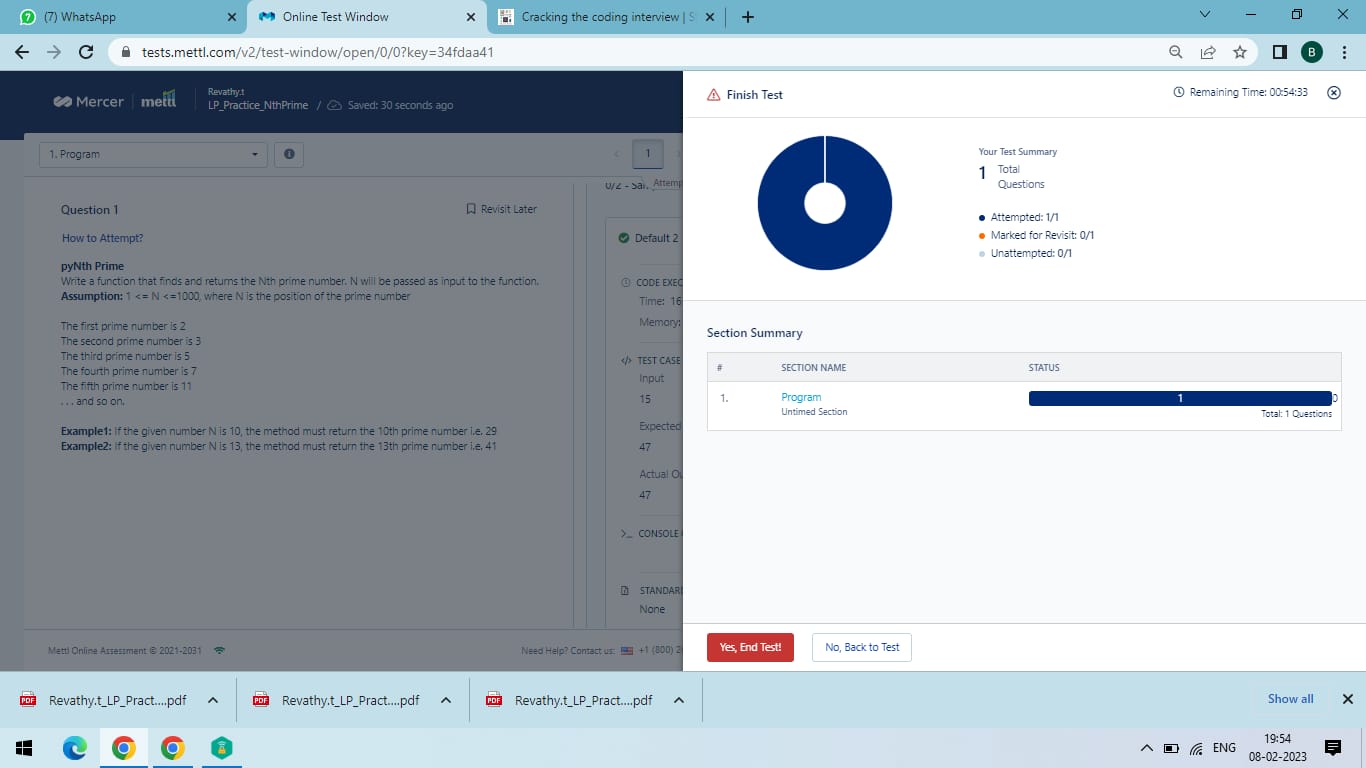 (7) WhatsApp
Online Test Window
Cracking the coding interview |
tests.mettl.com/v2/test-window/open/0/0?key=34fdaa41
B
Mercer | mettl
Revathy.t
LP_Practice_NthPrime / Saved: 30 seconds ago
1. Program
1
Attemp
Question 1
Revisit Later
How to Attempt?
pyNth Prime
Write a function that finds and returns the Nth prime number. N will be passed as input to the function.
Assumption: 1 <= N <=1000, where N is the position of the prime number
The first prime number is 2
The second prime number is 3
The third prime number is 5
The fourth prime number is 7
The fifth prime number is 11
. . . and so on.
Example1: If the given number N is 10, the method must return the 10th prime number i.e. 29
Example2: If the given number N is 13, the method must return the 13th prime number i.e. 41
Default 2
CODE EXEC
Time: 16
Memory:
</> TEST CASE
Input
15
Expected
47
Actual Ou
47
>_ CONSOLE
STANDAR
None
Mettl Online Assessment © 2021-2031
Need Help? Contact us: +1 (800) 2
Finish Test
Remaining Time: 00:54:33
Your Test Summary
1 Total Questions
Attempted: 1/1
Marked for Revisit: 0/1
Unattempted: 0/1
Section Summary
# SECTION NAME STATUS
1. Program 1 0
Untimed Section
Total: 1 Questions
Yes, End Test!
No, Back to Test
Revathy.t_LP_Pract....pdf
Revathy.t_LP_Pract....pdf
Revathy.t_LP_Pract....pdf
Show all
ENG
19:54
08-02-2023